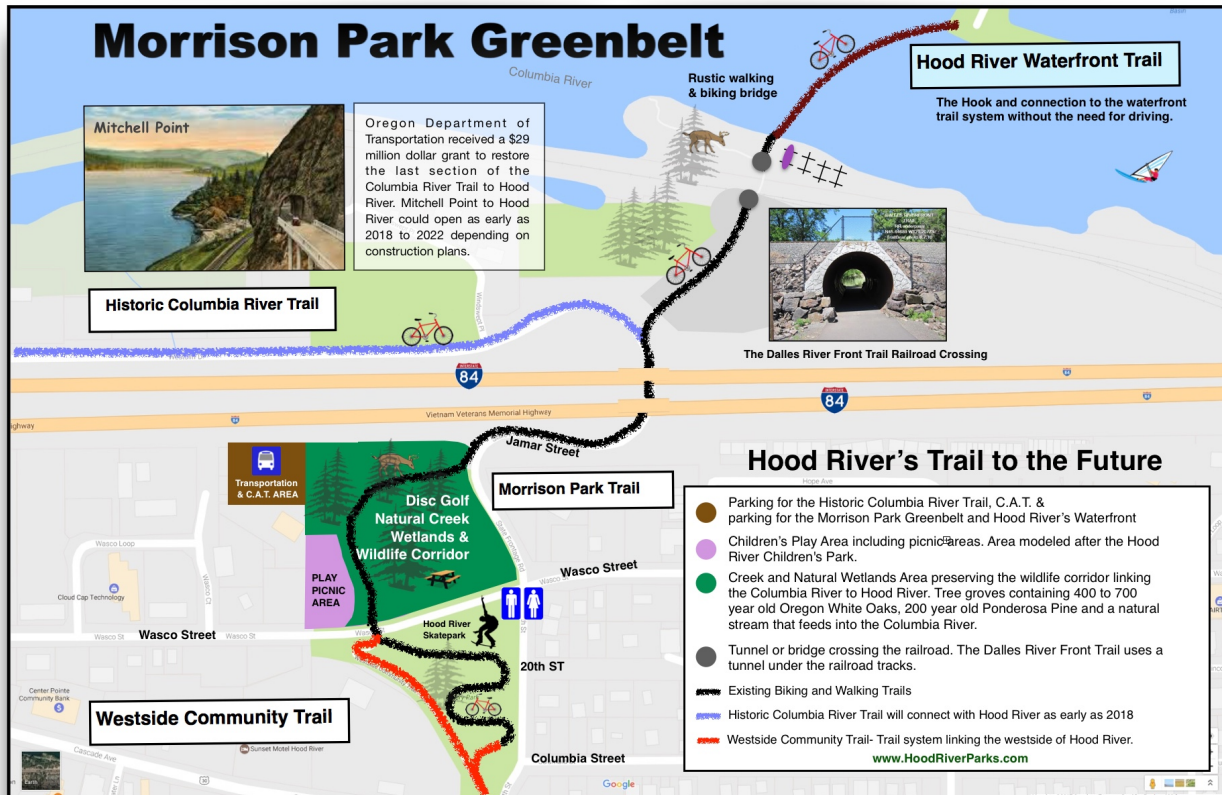 Morrison Park Greenbelt
Columbia River
Rustic walking
& biking bridge
Hood River Waterfront Trail
The Hook and connection to the waterfront
trail system without the need for driving.
Mitchell Point
Oregon Department of
Transportation received a $29
million dollar grant to restore
the last section of the
Columbia River Trail to Hood
River. Mitchell Point to Hood
River could open as early as
2018 to 2022 depending on
construction plans.
Historic Columbia River Trail
The Dalles River Front Trail Railroad Crossing
84
84
84
84
84
Vietnam Veterans Memorial Highway
Jamar Street
Transportation
& C.A.T. AREA
Disc Golf
Natural Creek
Wetlands &
Wildlife Corridor
Morrison Park Trail
PLAY
PICNIC
AREA
Wasco Loop
Wasco Ct
Cloud Cap Technology
Wasco St
Wasco Street
Wasco St
Wasco Street
Hood River
Skatepark
20th ST
Center Pointe
Community Bank
Westside Community Trail
Sunset Motel Hood River
Cascade Ave
Columbia Street
Earth
30
Google
Hope Ave
Hood River's Trail to the Future
Parking for the Historic Columbia River Trail, C.A.T. &
parking for the Morrison Park Greenbelt and Hood River's Waterfront
Children's Play Area including picnic areas. Area modeled after the Hood
River Children's Park.
Creek and Natural Wetlands Area preserving the wildlife corridor linking
the Columbia River to Hood River. Tree groves containing 400 to 700
year old Oregon White Oaks, 200 year old Ponderosa Pine and a natural
stream that feeds into the Columbia River.
Tunnel or bridge crossing the railroad. The Dalles River Front Trail uses a
tunnel under the railroad tracks.
Existing Biking and Walking Trails
Historic Columbia River Trail will connect with Hood River as early as 2018
Westside Community Trail- Trail system linking the westside of Hood River.
www.HoodRiverParks.com